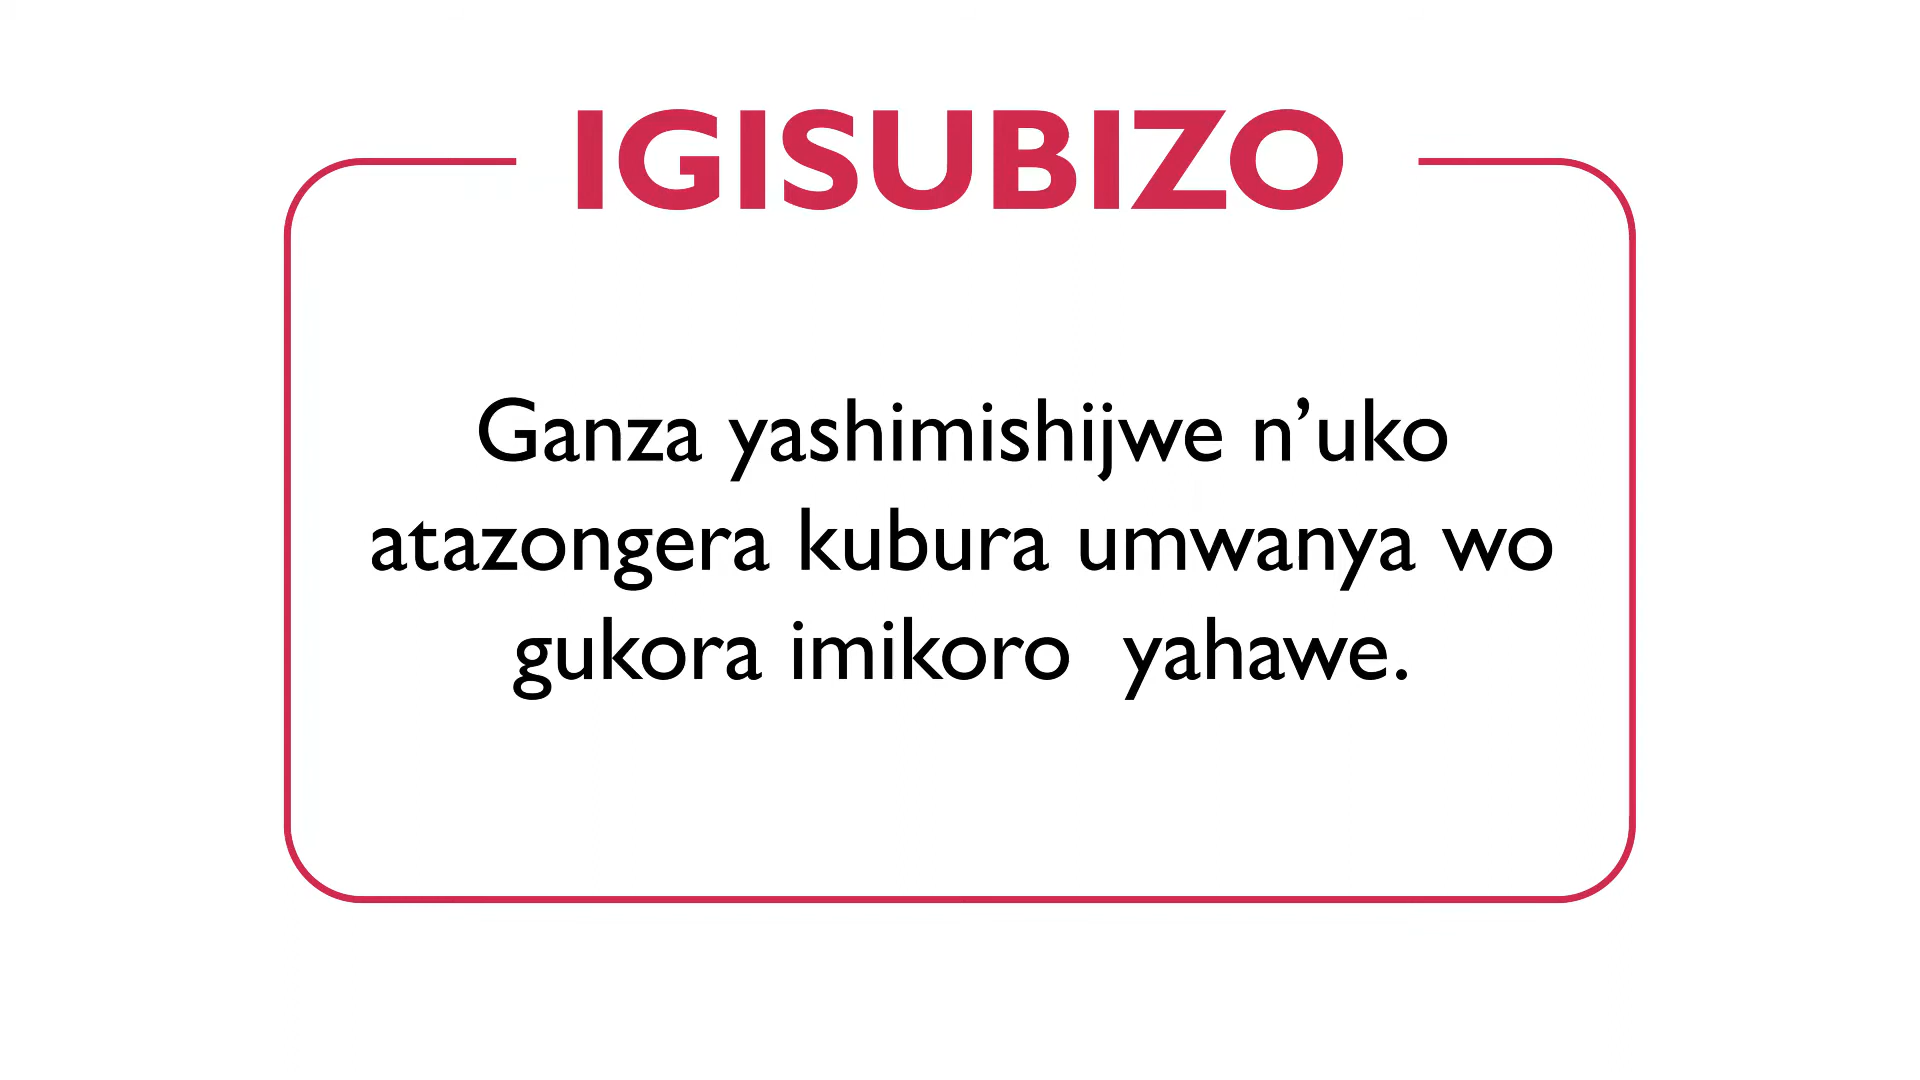 IGISUBIZO
Ganza yashimishijwe n’uko
atazongera kubura umwanya wo
gukora imikoro  yahawe.